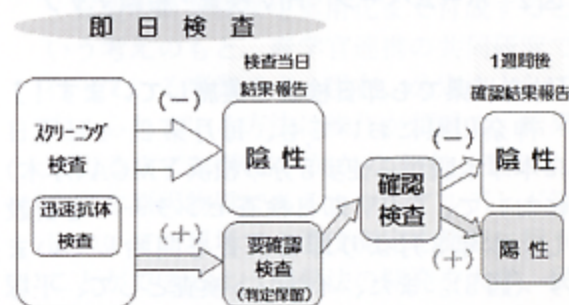 即日検査
検査当日
結果報告
1週間後
確認結果報告
スクリーニング
検査
迅速抗体
検査
(－)
陰性
(＋)
要確認
検査
(判定保留)
確認
検査
(－)
陰性
(＋)
陽性